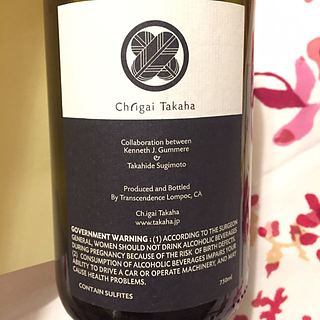 Ch.igai Takaha
Collaboration between
Kenneth J. Gummere
&
Takahide Sugimoto
Produced and Bottled
By Transcendence Lompoc, CA
Ch.igai Takaha
www.takaha.jp
GOVERNMENT WARNING : (1) ACCORDING TO THE SURGEON
GENERAL, WOMEN SHOULD NOT DRINK ALCOHOLIC BEVERAGES
DURING PREGNANCY BECAUSE OF THE RISK OF BIRTH DEFECTS.
(2) CONSUMPTION OF ALCOHOLIC BEVERAGES IMPAIRS YOUR
ABILITY TO DRIVE A CAR OR OPERATE MACHINERY, AND MAY
CAUSE HEALTH PROBLEMS.
750ml
CONTAIN SULFITES